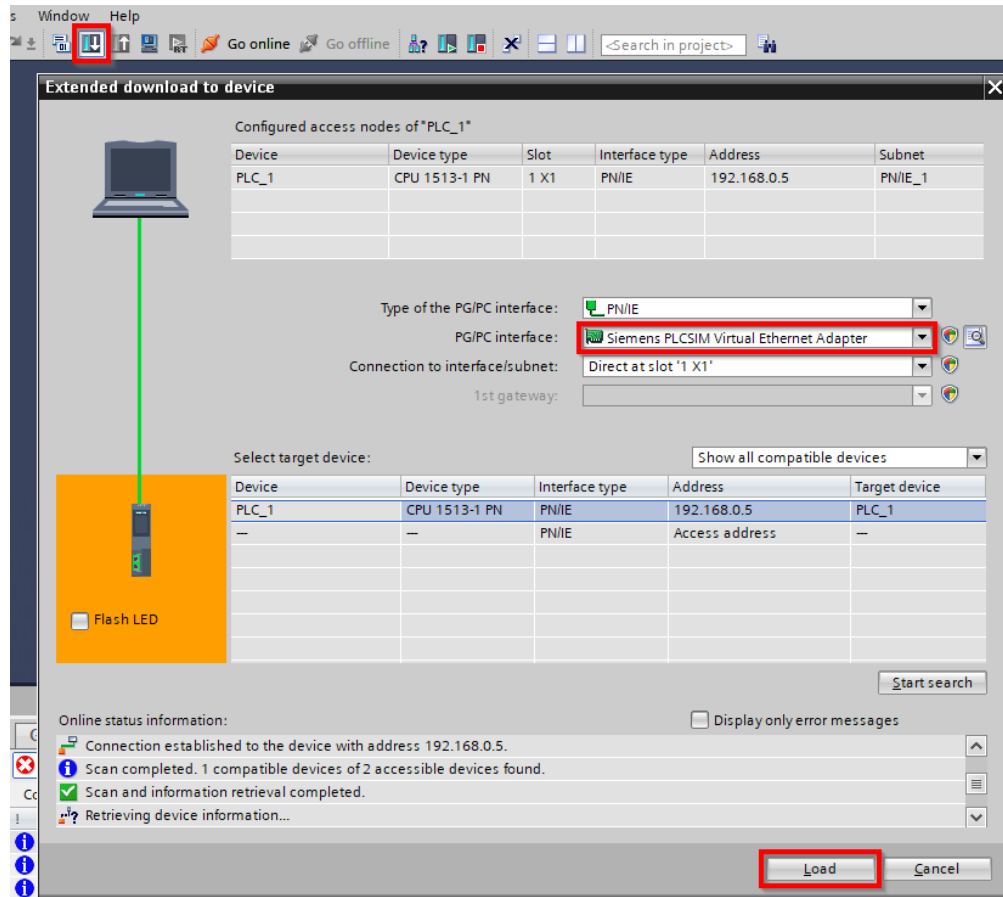 s Window Help
Go online Go offline <Search in project>
Extended download to device
Configured access nodes of "PLC_1"
Device Device type Slot Interface type Address Subnet
PLC_1 CPU 1513-1 PN 1 X1 PN/IE 192.168.0.5 PN/IE_1
Type of the PG/PC interface: PN/IE
PG/PC interface: Siemens PLCSIM Virtual Ethernet Adapter
Connection to interface/subnet: Direct at slot '1 X1'
1st gateway:
Select target device: Show all compatible devices
Device Device type Interface type Address Target device
PLC_1 CPU 1513-1 PN PN/IE 192.168.0.5 PLC_1
— — PN/IE Access address —
Flash LED
Start search
Online status information: Display only error messages
Connection established to the device with address 192.168.0.5.
Scan completed. 1 compatible devices of 2 accessible devices found.
Scan and information retrieval completed.
Retrieving device information...
Load Cancel